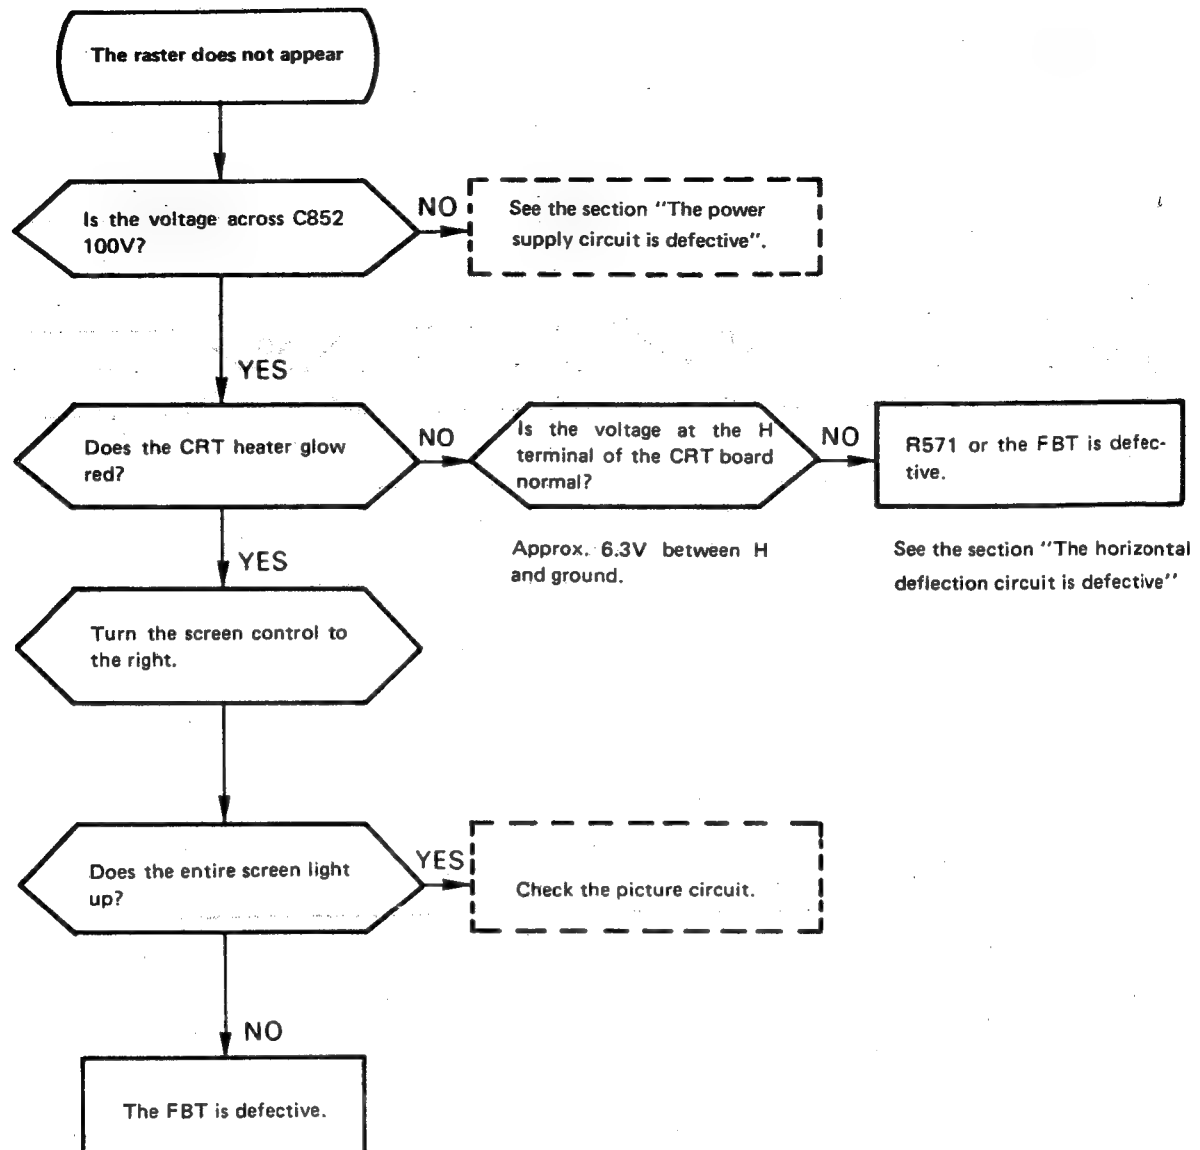 The raster does not appear
Is the voltage across C852
100V?
NO
See the section "The power
supply circuit is defective".
YES
Does the CRT heater glow
red?
NO
Is the voltage at the H
terminal of the CRT board
normal?
NO
R571 or the FBT is defec-
tive.
Approx. 6.3V between H
and ground.
See the section "The horizontal
deflection circuit is defective"
YES
Turn the screen control to
the right.
Does the entire screen light
up?
YES
Check the picture circuit.
NO
The FBT is defective.